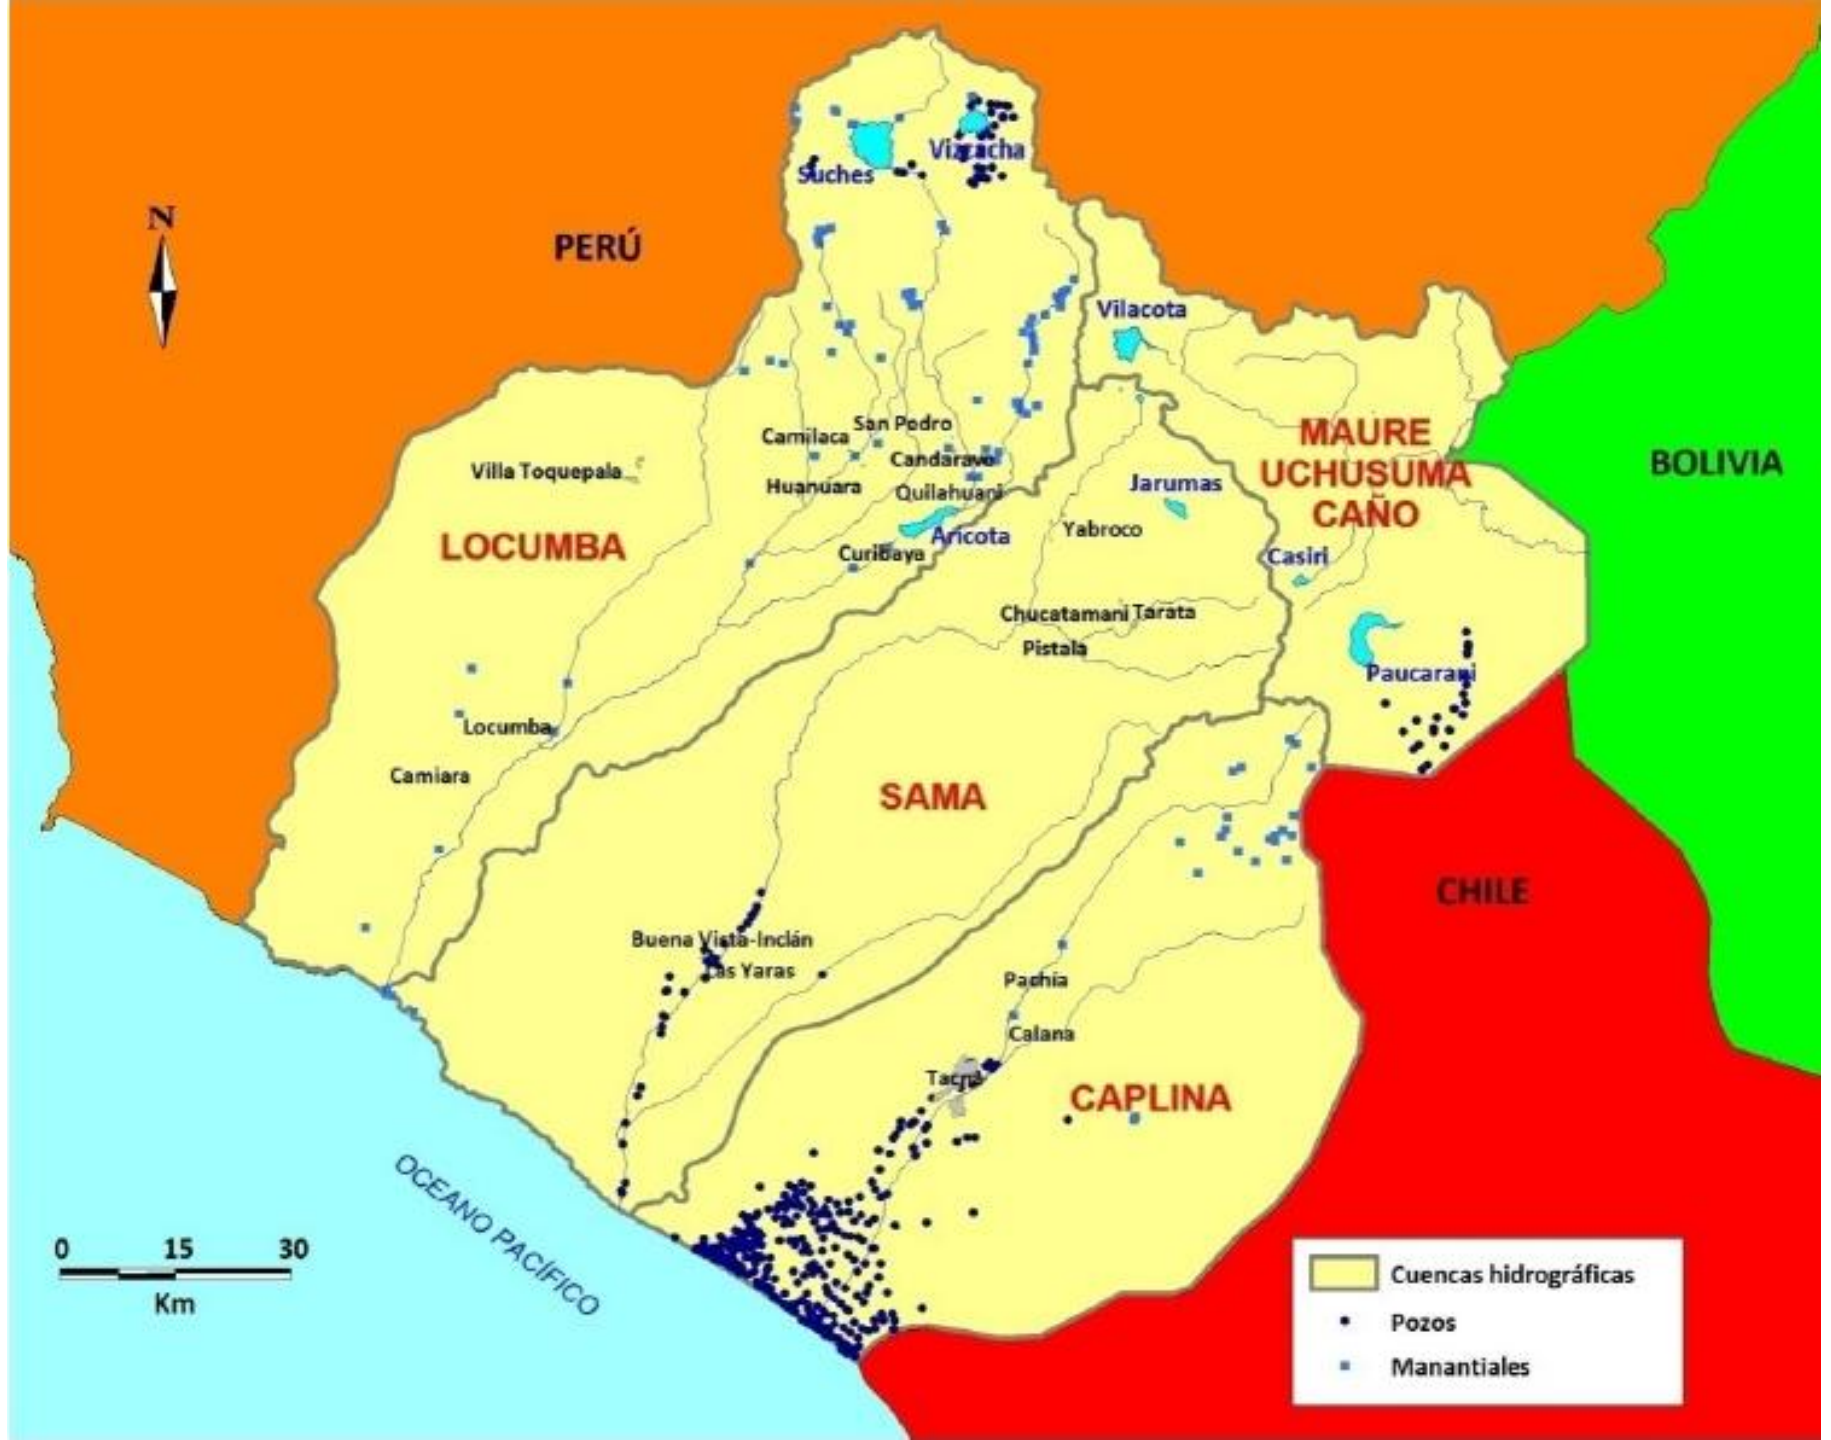 Vizcacha
Suches
N
PERÚ
Vilacota
San Pedro
Camilaca
MAURE
UCHUSUMA
CAÑO
BOLIVIA
Candarave
Villa Toquepala
Huanuara
Quilahuani
Jarumas
LOCUMBA
Aricota
Yabroco
Curibaya
Casiri
Chucatamani Tarata
Pistala
Paucarani
Locumba
Camiara
SAMA
CHILE
Buena Vista-Inclán
Las Yaras
Pachía
Calana
Tacna
CAPLINA
OCEANO PACÍFICO
0 15 30
Km
Cuencas hidrográficas
Pozos
Manantiales